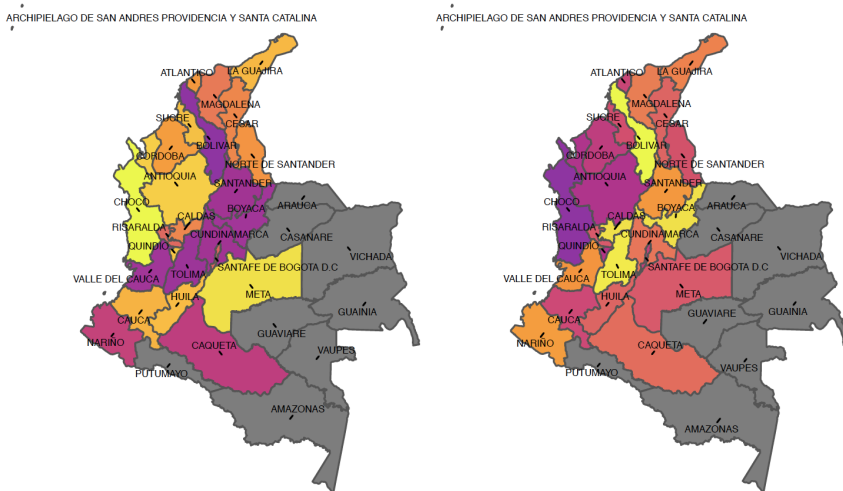 ARCHIPIELAGO DE SAN ANDRES PROVIDENCIA Y SANTA CATALINA
LA GUAJIRA
ATLANTICO
MAGDALENA
SUCRE
CESAR
BOLIVAR
CORDOBA
NORTE DE SANTANDER
ANTIOQUIA
SANTANDER
CHOCO
ARAUCA
BOYACA
CALDAS
RISARALDA
CUNDINAMARCA
CASANARE
QUINDIO
VICHADA
SANTAFE DE BOGOTA D.C
VALLE DEL CAUCA
TOLIMA
META
HUILA
GUAINIA
CAUCA
GUAVIARE
NARIÑO
CAQUETA
VAUPES
PUTUMAYO
AMAZONAS
ARCHIPIELAGO DE SAN ANDRES PROVIDENCIA Y SANTA CATALINA
LA GUAJIRA
ATLANTICO
MAGDALENA
SUCRE
CESAR
BOLIVAR
CORDOBA
NORTE DE SANTANDER
ANTIOQUIA
SANTANDER
CHOCO
ARAUCA
BOYACA
CALDAS
RISARALDA
CUNDINAMARCA
CASANARE
QUINDIO
VICHADA
SANTAFE DE BOGOTA D.C
VALLE DEL CAUCA
TOLIMA
META
HUILA
GUAINIA
CAUCA
GUAVIARE
NARIÑO
CAQUETA
VAUPES
PUTUMAYO
AMAZONAS